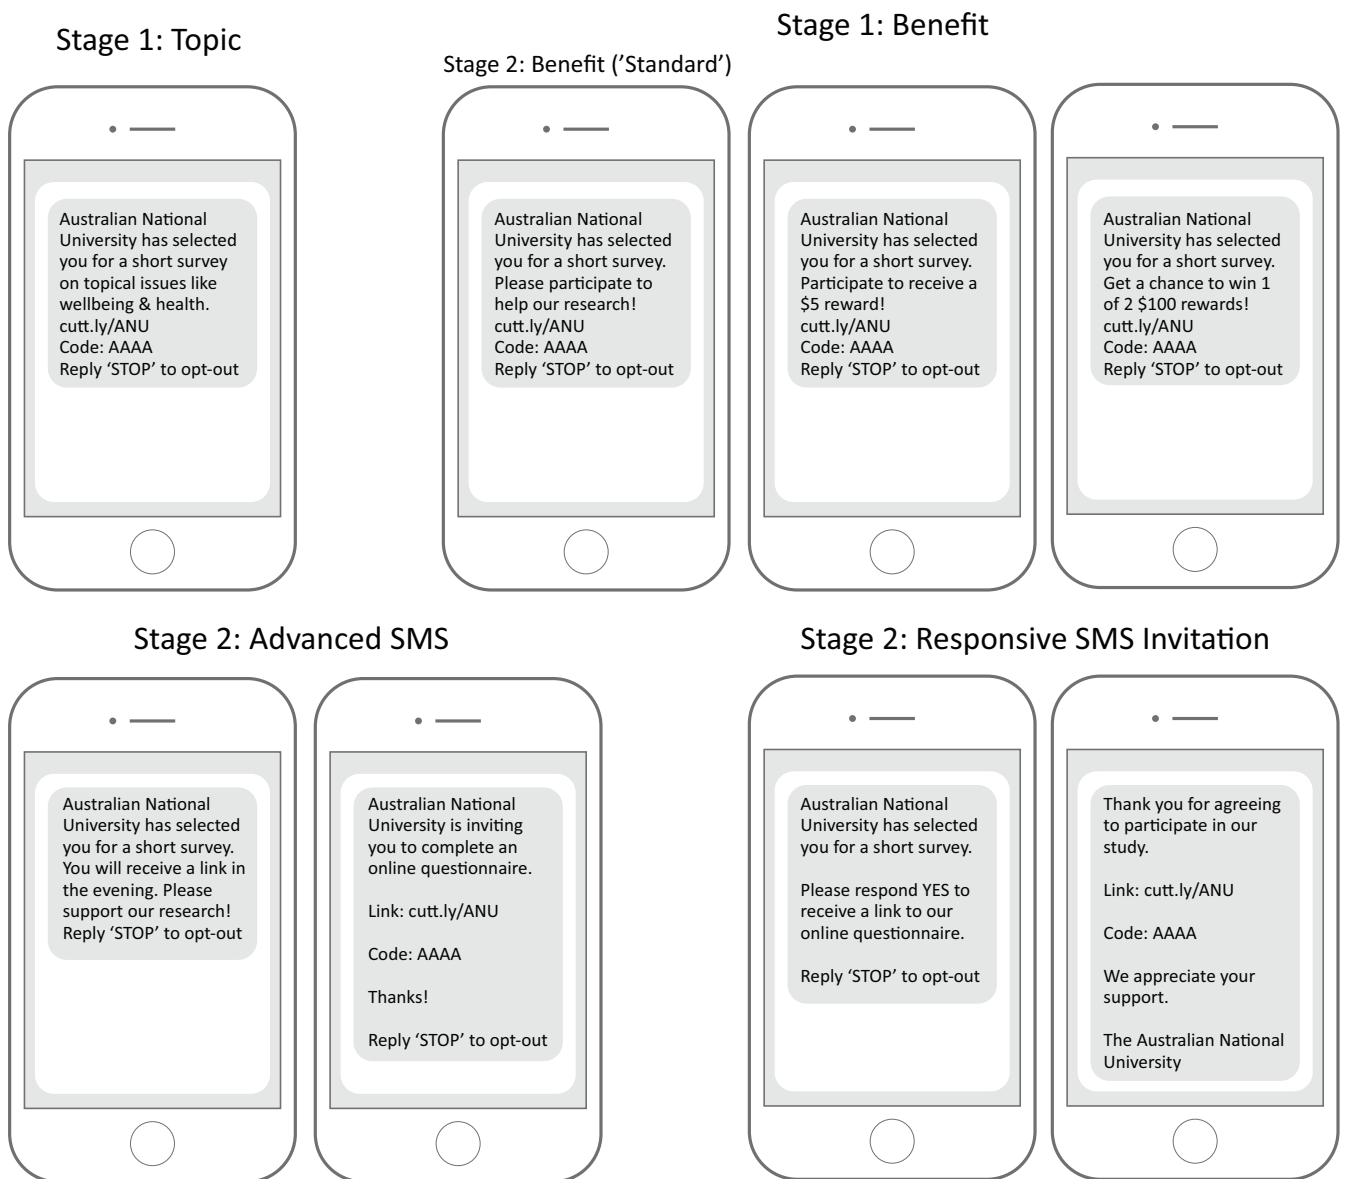 Stage 1: Topic
Stage 1: Benefit
Stage 2: Benefit (’Standard’)
Australian National
University has selected
you for a short survey
on topical issues like
wellbeing & health.
cutt.ly/ANU
Code: AAAA
Reply ‘STOP’ to opt-out
Australian National
University has selected
you for a short survey.
Please participate to
help our research!
cutt.ly/ANU
Code: AAAA
Reply ‘STOP’ to opt-out
Australian National
University has selected
you for a short survey.
Participate to receive a
$5 reward!
cutt.ly/ANU
Code: AAAA
Reply ‘STOP’ to opt-out
Australian National
University has selected
you for a short survey.
Get a chance to win 1
of 2 $100 rewards!
cutt.ly/ANU
Code: AAAA
Reply ‘STOP’ to opt-out
Stage 2: Advanced SMS
Stage 2: Responsive SMS Invitation
Australian National
University has selected
you for a short survey.
You will receive a link in
the evening. Please
support our research!
Reply ‘STOP’ to opt-out
Australian National
University is inviting
you to complete an
online questionnaire.
Link: cutt.ly/ANU
Code: AAAA
Thanks!
Reply ‘STOP’ to opt-out
Australian National
University has selected
you for a short survey.
Please respond YES to
receive a link to our
online questionnaire.
Reply ‘STOP’ to opt-out
Thank you for agreeing
to participate in our
study.
Link: cutt.ly/ANU
Code: AAAA
We appreciate your
support.
The Australian National
University